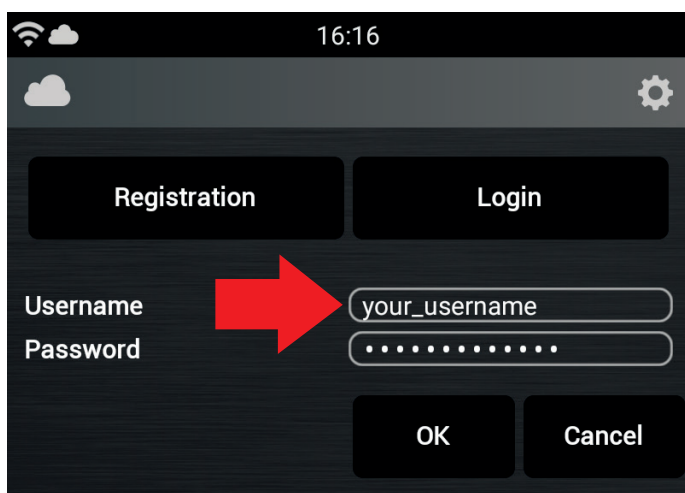 16:16
Registration Login
Username your_username
Password •••••••••••••
OK Cancel